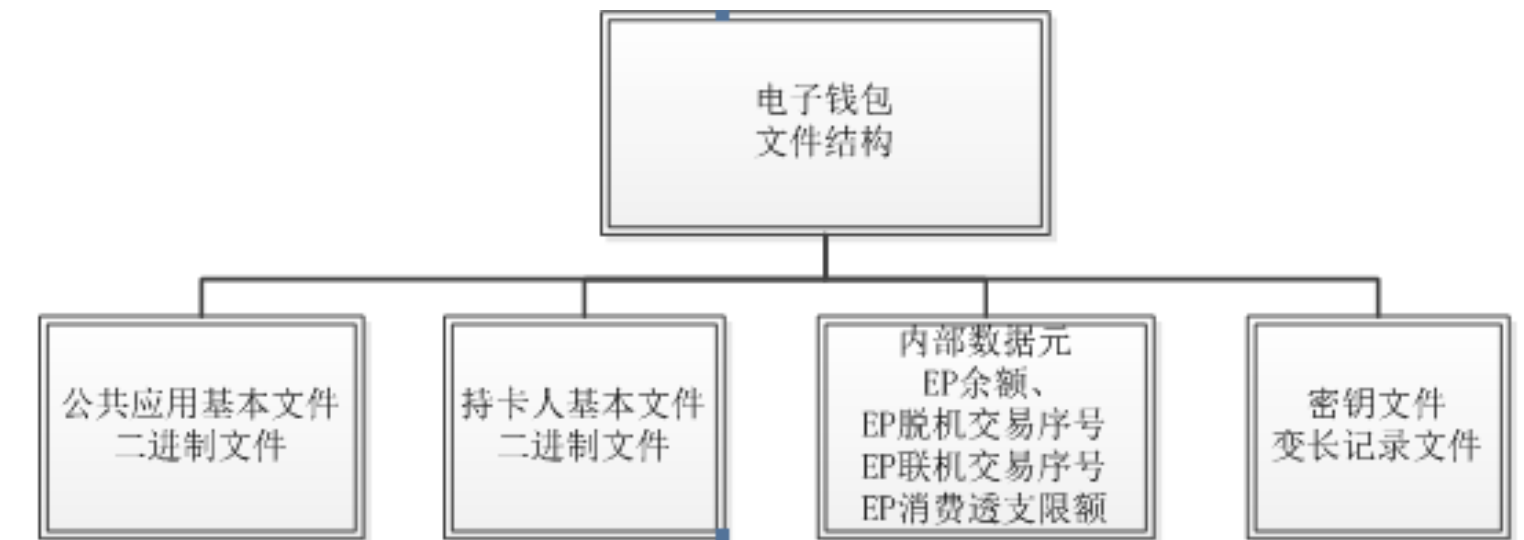 电子钱包
文件结构
公共应用基本文件
二进制文件
持卡人基本文件
二进制文件
内部数据元
EP余额、
EP脱机交易序号
EP联机交易序号
EP消费透支限额
密钥文件
变长记录文件